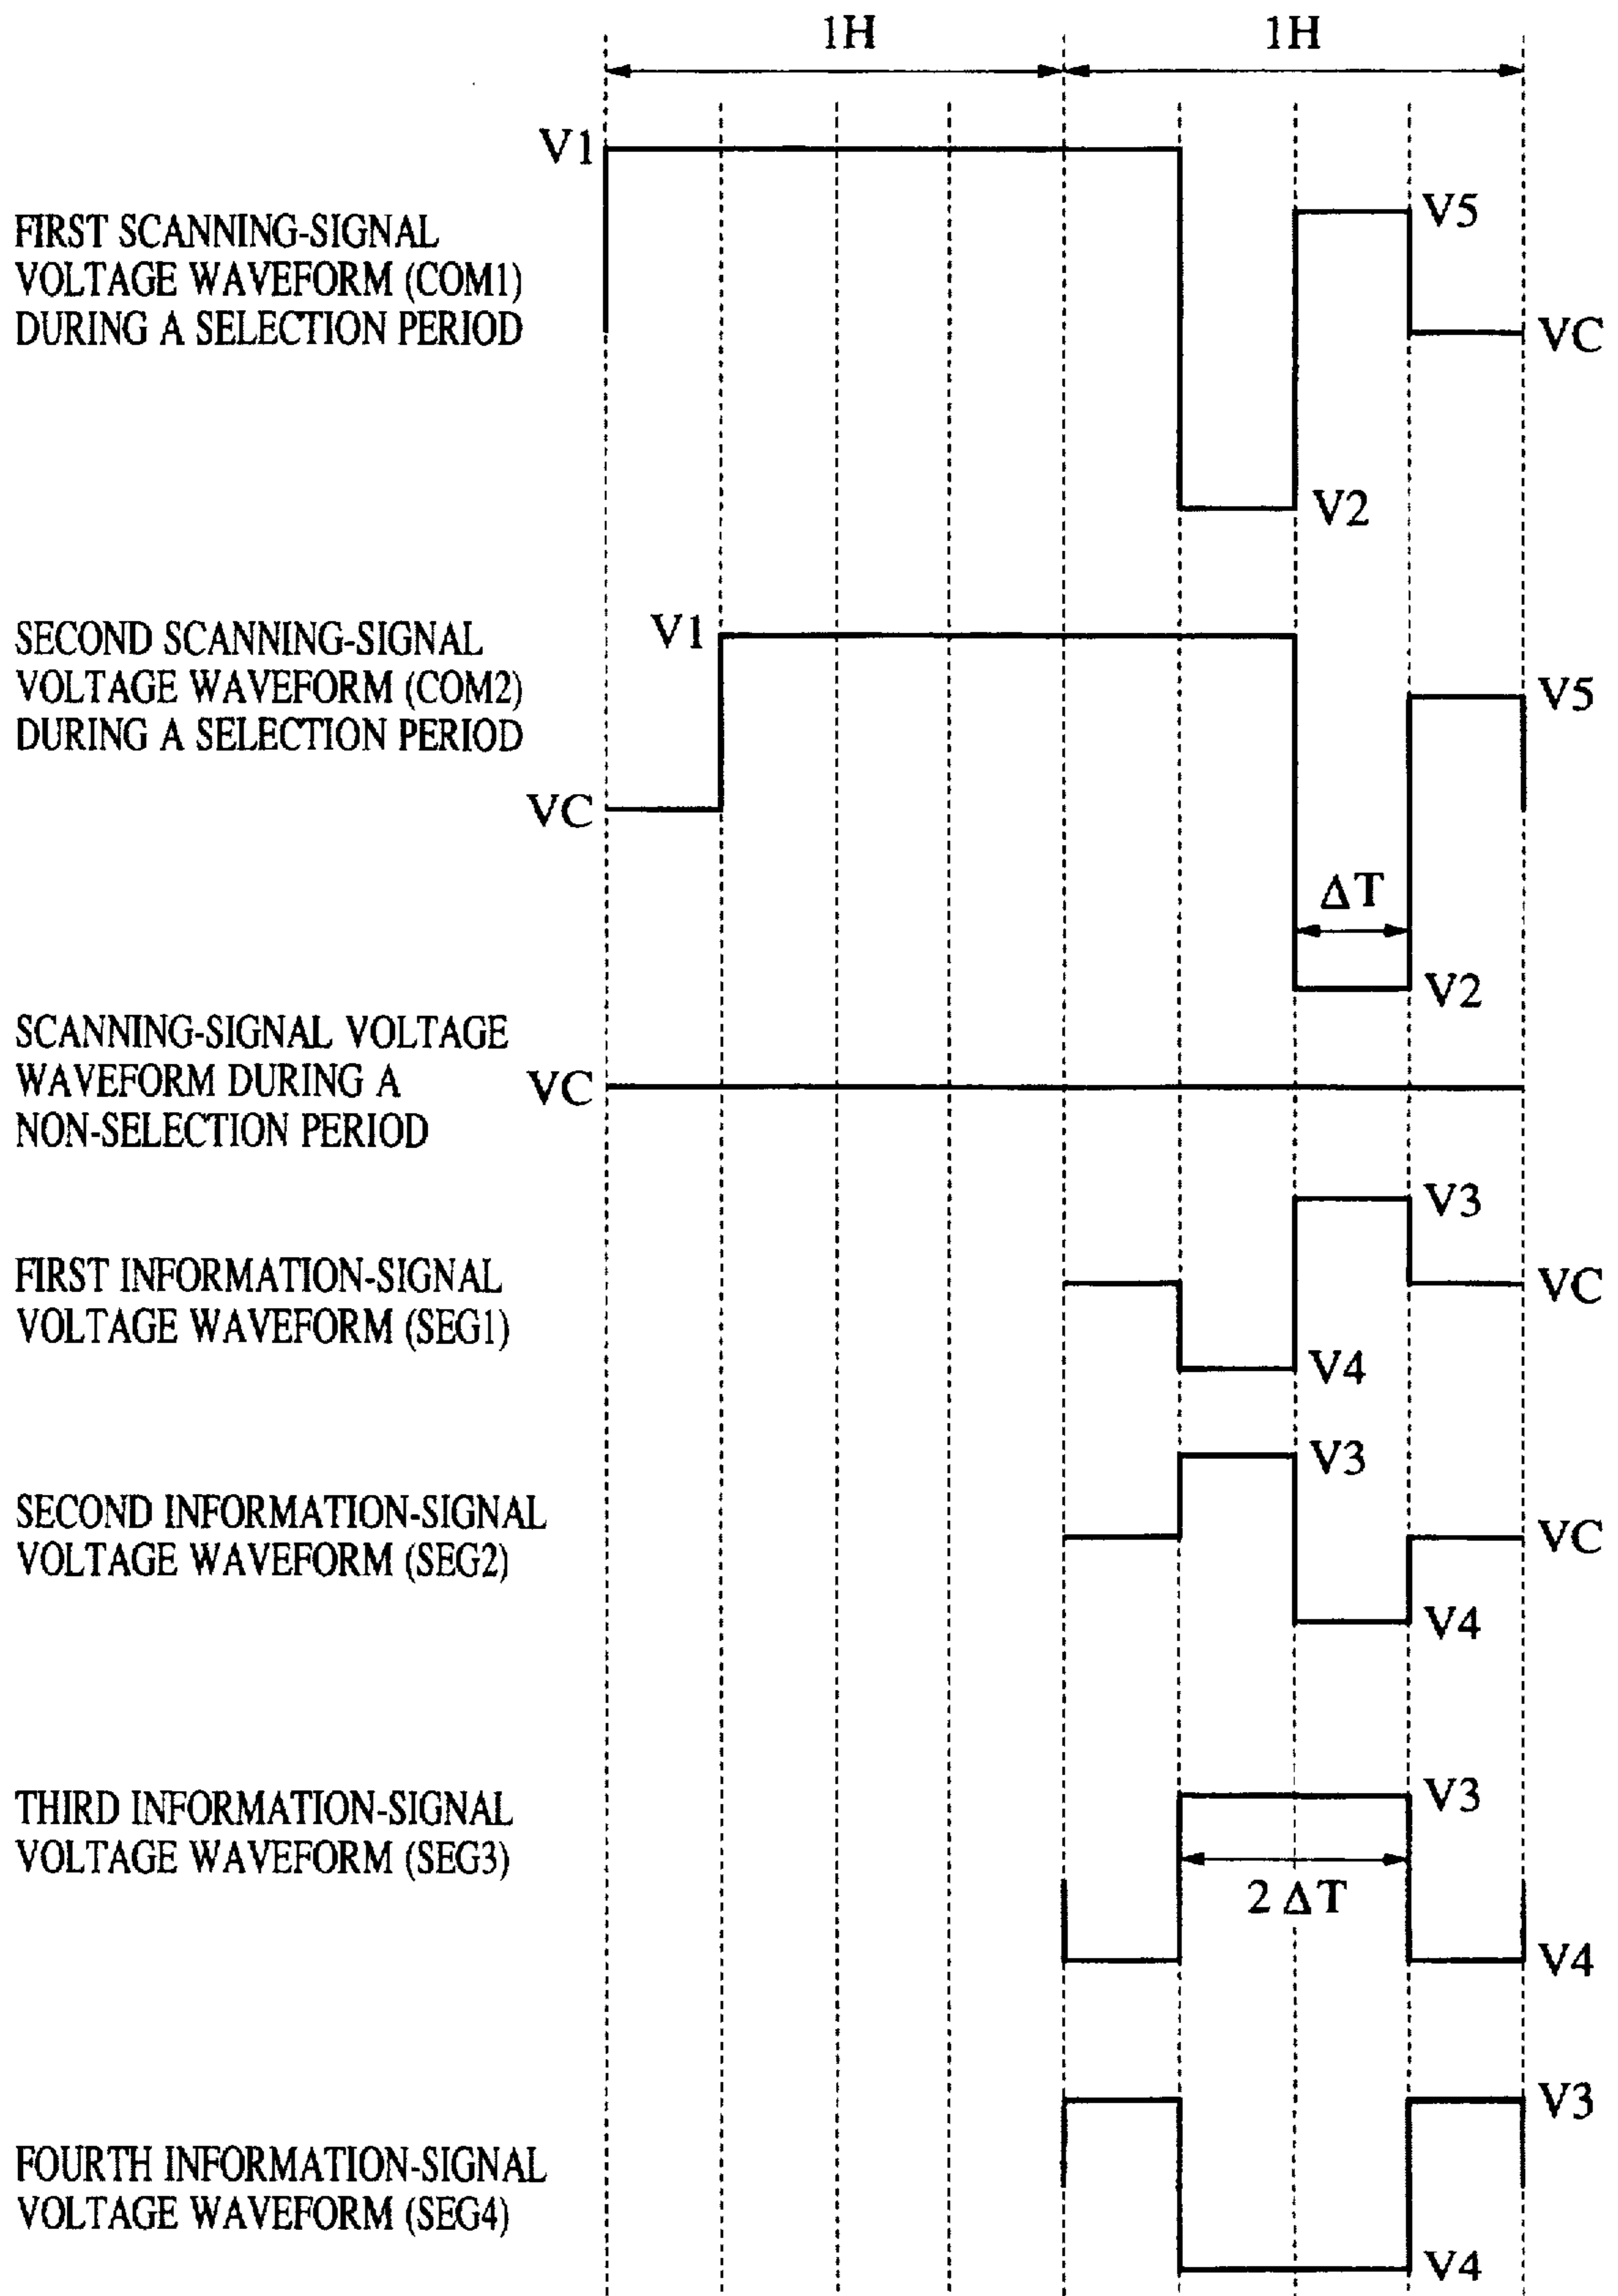 1H 1H
V1
V5
FIRST SCANNING-SIGNAL
VOLTAGE WAVEFORM (COM1)
DURING A SELECTION PERIOD
VC
V2
SECOND SCANNING-SIGNAL
VOLTAGE WAVEFORM (COM2)
DURING A SELECTION PERIOD
V1
V5
VC
ΔT
V2
SCANNING-SIGNAL VOLTAGE
WAVEFORM DURING A
NON-SELECTION PERIOD
VC
V3
FIRST INFORMATION-SIGNAL
VOLTAGE WAVEFORM (SEG1)
VC
V4
V3
SECOND INFORMATION-SIGNAL
VOLTAGE WAVEFORM (SEG2)
VC
V4
THIRD INFORMATION-SIGNAL
VOLTAGE WAVEFORM (SEG3)
V3
2 ΔT
V4
V3
FOURTH INFORMATION-SIGNAL
VOLTAGE WAVEFORM (SEG4)
V4